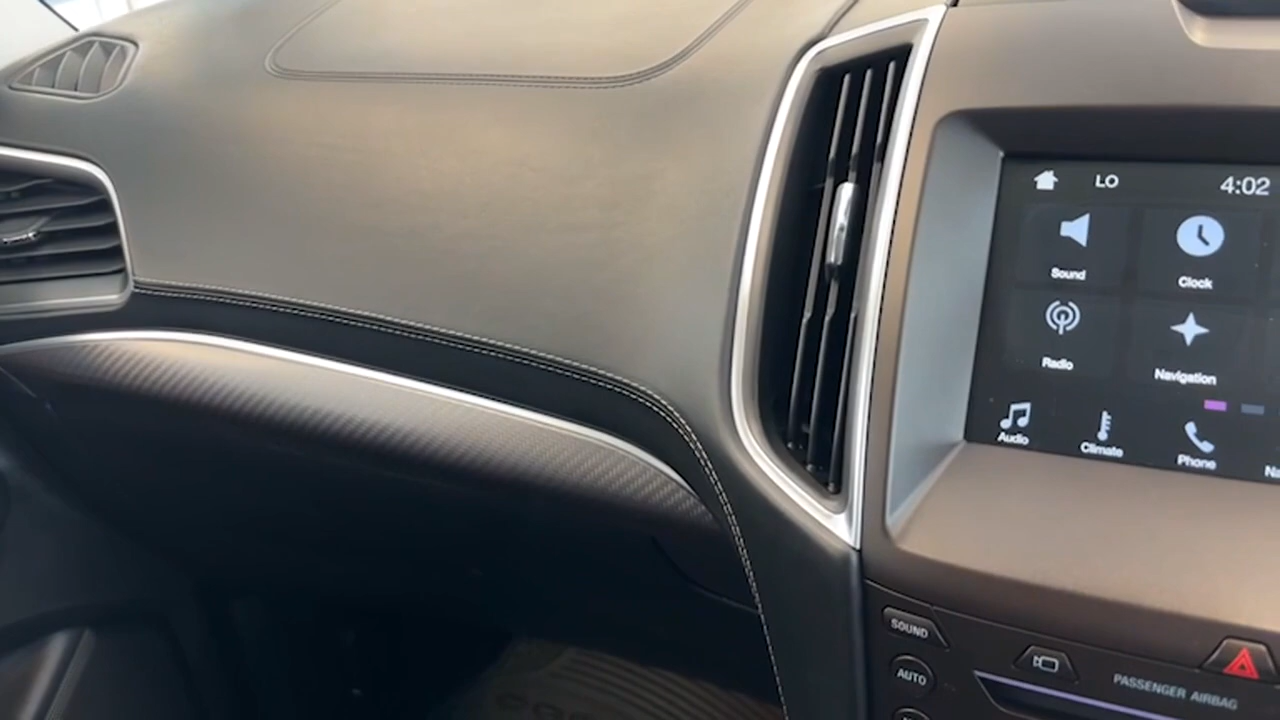 LO 4:02
Sound Clock
Radio Navigation
Audio Climate Phone
SOUND
AUTO
PASSENGER AIRBAG